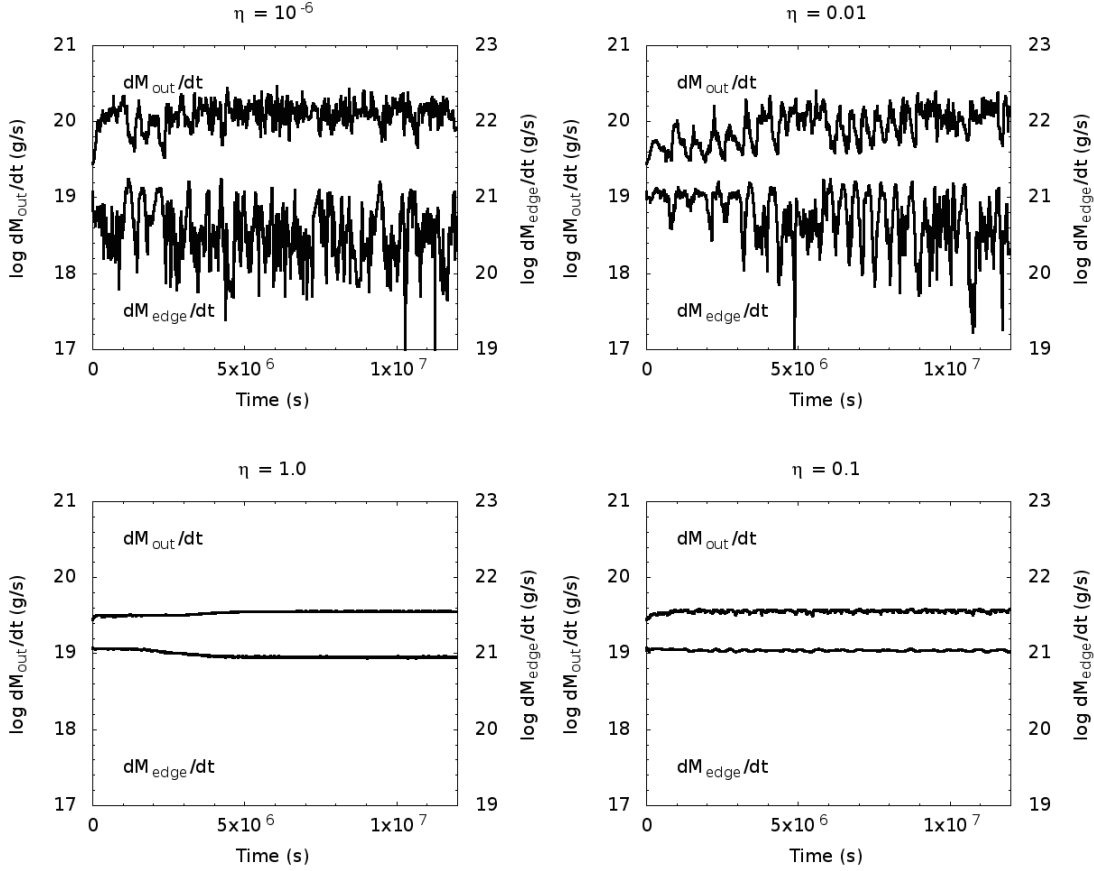 η = 10⁻⁶
21
20
19
18
17
23
22
21
20
19
log dM_out/dt (g/s)
log dM_edge/dt (g/s)
dM_out/dt
dM_edge/dt
0
5x10⁶
1x10⁷
Time (s)
η = 0.01
21
20
19
18
17
23
22
21
20
19
log dM_out/dt (g/s)
log dM_edge/dt (g/s)
dM_out/dt
dM_edge/dt
0
5x10⁶
1x10⁷
Time (s)
η = 1.0
21
20
19
18
17
23
22
21
20
19
log dM_out/dt (g/s)
log dM_edge/dt (g/s)
dM_out/dt
dM_edge/dt
0
5x10⁶
1x10⁷
Time (s)
η = 0.1
21
20
19
18
17
23
22
21
20
19
log dM_out/dt (g/s)
log dM_edge/dt (g/s)
dM_out/dt
dM_edge/dt
0
5x10⁶
1x10⁷
Time (s)